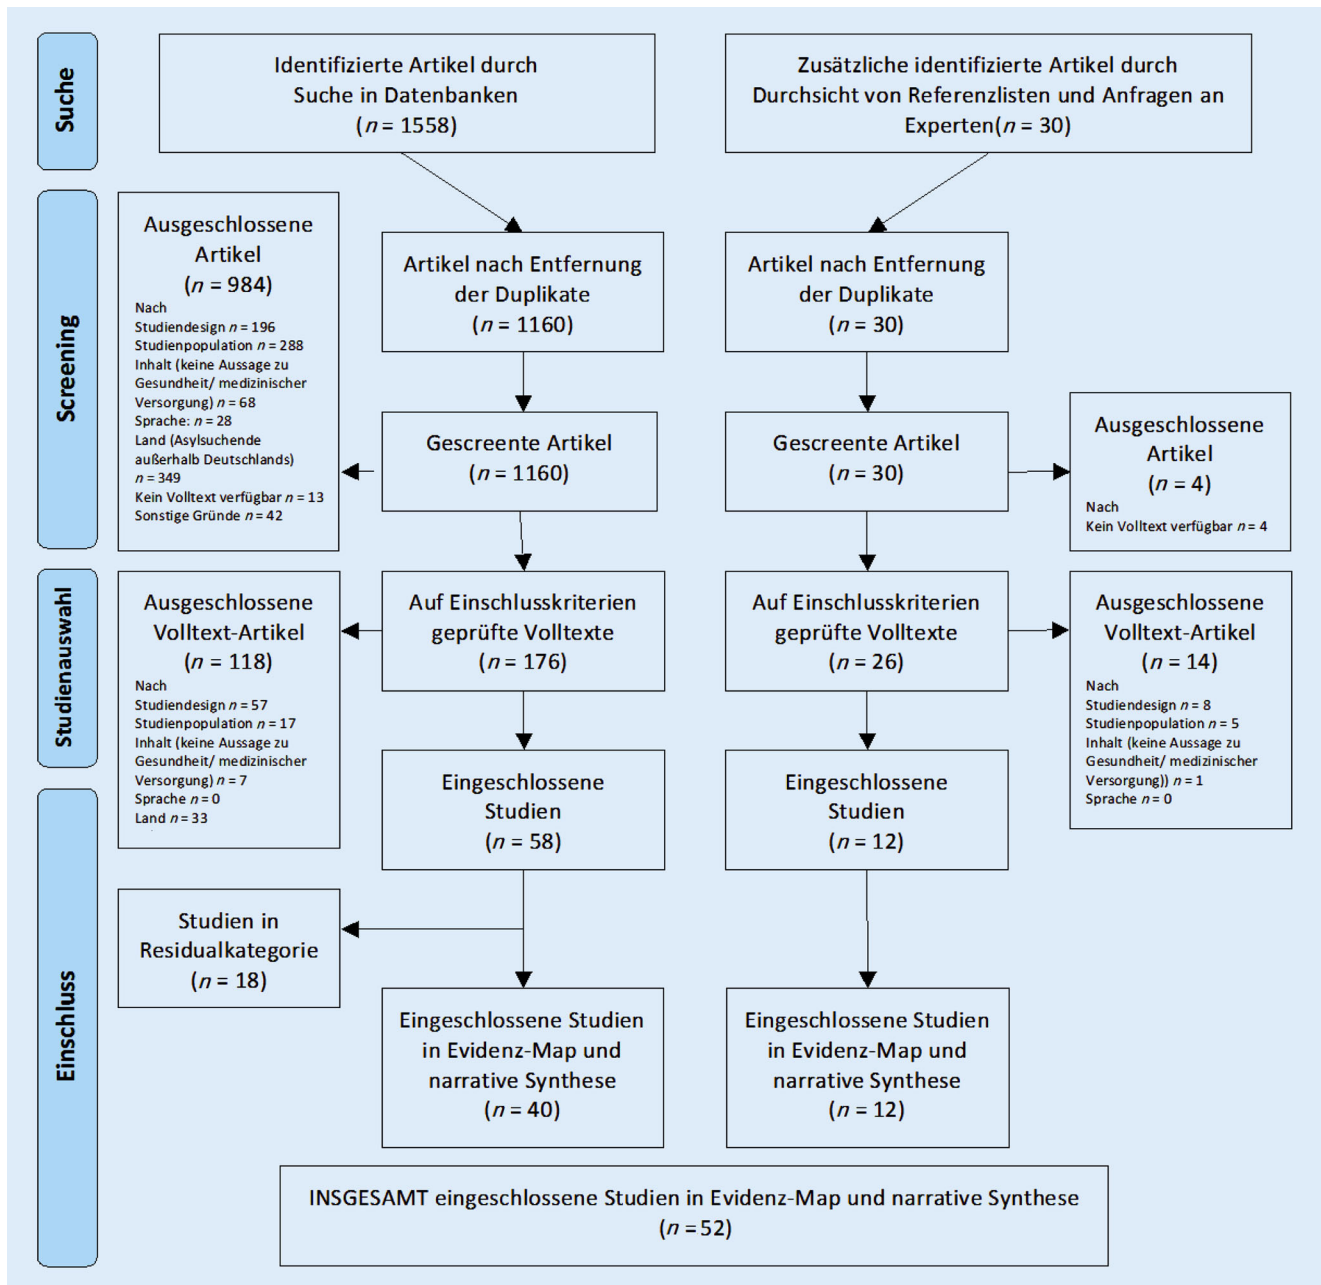 Suche
Identifizierte Artikel durch
Suche in Datenbanken
(n = 1558)
Zusätzliche identifizierte Artikel durch
Durchsicht von Referenzlisten und Anfragen an
Experten(n = 30)
Screening
Ausgeschlossene
Artikel
(n = 984)
Nach
Studiendesign n = 196
Studienpopulation n = 288
Inhalt (keine Aussage zu
Gesundheit/ medizinischer
Versorgung) n = 68
Sprache: n = 28
Land (Asylsuchende
außerhalb Deutschlands)
n = 349
Kein Volltext verfügbar n = 13
Sonstige Gründe n = 42
Artikel nach Entfernung
der Duplikate
(n = 1160)
Artikel nach Entfernung
der Duplikate
(n = 30)
Gescreente Artikel
(n = 1160)
Gescreente Artikel
(n = 30)
Ausgeschlossene
Artikel
(n = 4)
Nach
Kein Volltext verfügbar n = 4
Studienauswahl
Ausgeschlossene
Volltext-Artikel
(n = 118)
Nach
Studiendesign n = 57
Studienpopulation n = 17
Inhalt (keine Aussage zu
Gesundheit/ medizinischer
Versorgung) n = 7
Sprache n = 0
Land n = 33
Auf Einschlusskriterien
geprüfte Volltexte
(n = 176)
Auf Einschlusskriterien
geprüfte Volltexte
(n = 26)
Ausgeschlossene
Volltext-Artikel
(n = 14)
Nach
Studiendesign n = 8
Studienpopulation n = 5
Inhalt (keine Aussage zu
Gesundheit/ medizinischer
Versorgung)) n = 1
Sprache n = 0
Einschluss
Eingeschlossene
Studien
(n = 58)
Eingeschlossene
Studien
(n = 12)
Studien in
Residualkategorie
(n = 18)
Eingeschlossene Studien
in Evidenz-Map und
narrative Synthese
(n = 40)
Eingeschlossene Studien
in Evidenz-Map und
narrative Synthese
(n = 12)
INSGESAMT eingeschlossene Studien in Evidenz-Map und narrative Synthese
(n = 52)